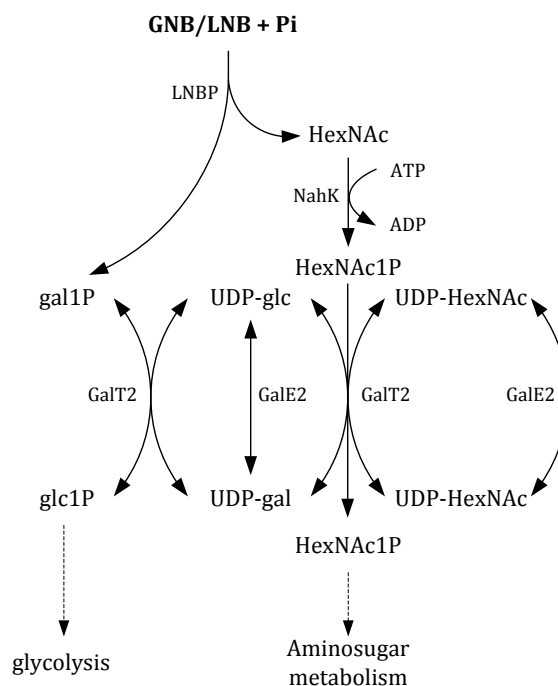 GNB/LNB + Pi
LNBP
HexNAc
ATP
NahK
ADP
HexNAc1P
gal1P
UDP-glc
UDP-HexNAc
GalT2
GalE2
GalT2
GalE2
glc1P
UDP-gal
UDP-HexNAc
HexNAc1P
glycolysis
Aminosugar
metabolism